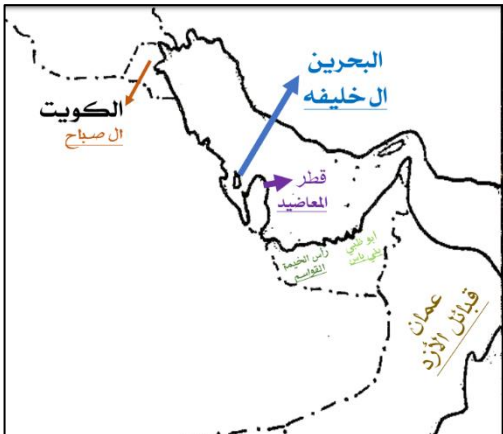 البحرين
ال خليفه
الكويت
ال صباح
قطر
المعاضيد
رأس الخيمة
القواسم
ابو ظبي
بني ياس
عمان
قبائل الأزد